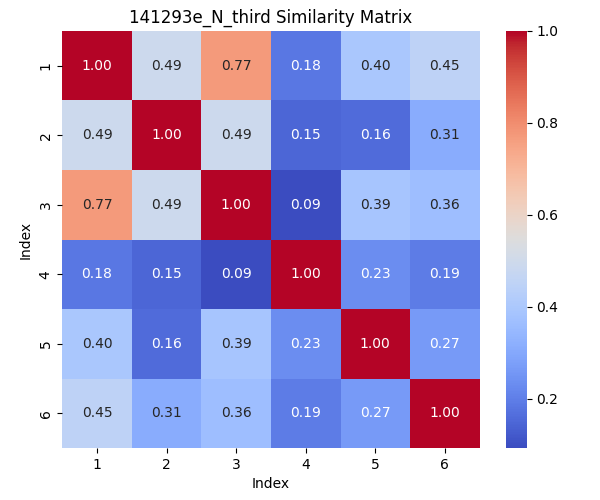 141293e_N_third Similarity Matrix
1 1.00 0.49 0.77 0.18 0.40 0.45
2 0.49 1.00 0.49 0.15 0.16 0.31
3 0.77 0.49 1.00 0.09 0.39 0.36
4 0.18 0.15 0.09 1.00 0.23 0.19
5 0.40 0.16 0.39 0.23 1.00 0.27
6 0.45 0.31 0.36 0.19 0.27 1.00
1 2 3 4 5 6
Index
Index
1.0
0.8
0.6
0.4
0.2